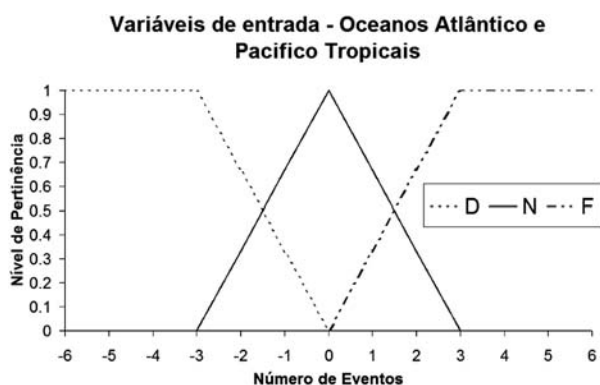 Variáveis de entrada - Oceanos Atlântico e
Pacifico Tropicais
Nível de Pertinência
1
0.9
0.8
0.7
0.6
0.5
0.4
0.3
0.2
0.1
0
-6 -5 -4 -3 -2 -1 0 1 2 3 4 5 6
Número de Eventos
D N F